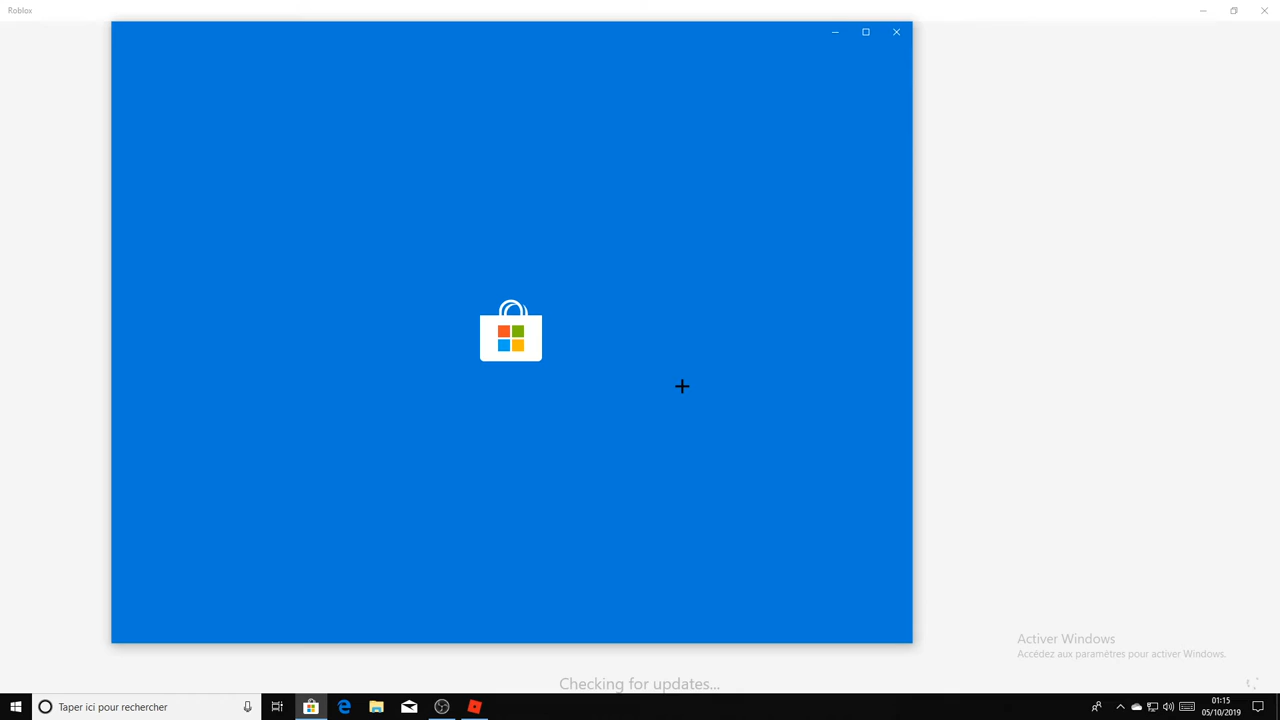 Roblox
Activer Windows
Accédez aux paramètres pour activer Windows.
Checking for updates...
Taper ici pour rechercher
01:15
05/10/2019